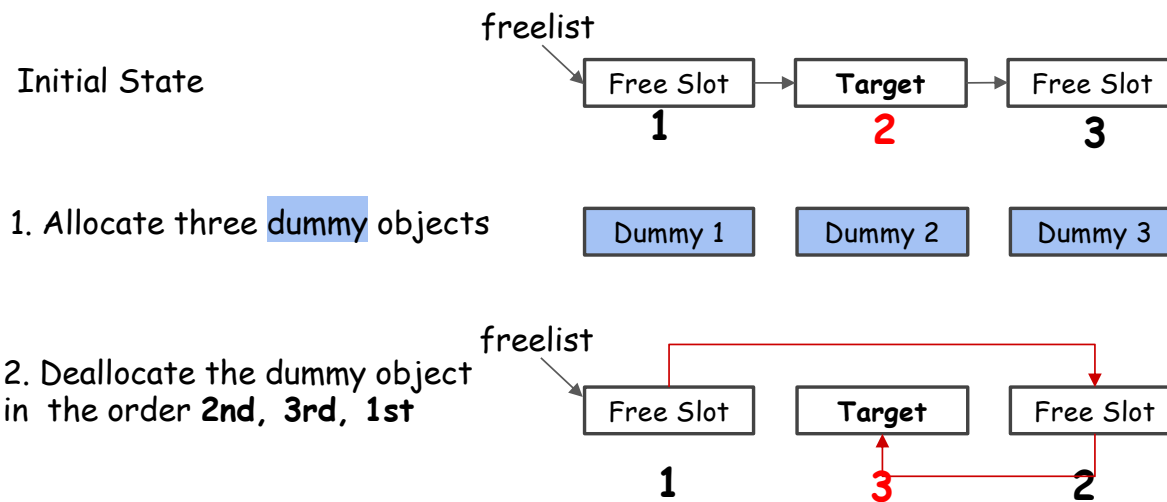 freelist
Initial State
Free Slot
Target
Free Slot
1
2
3
1. Allocate three dummy objects
Dummy 1
Dummy 2
Dummy 3
freelist
2. Deallocate the dummy object
in the order 2nd, 3rd, 1st
Free Slot
Target
Free Slot
1
3
2